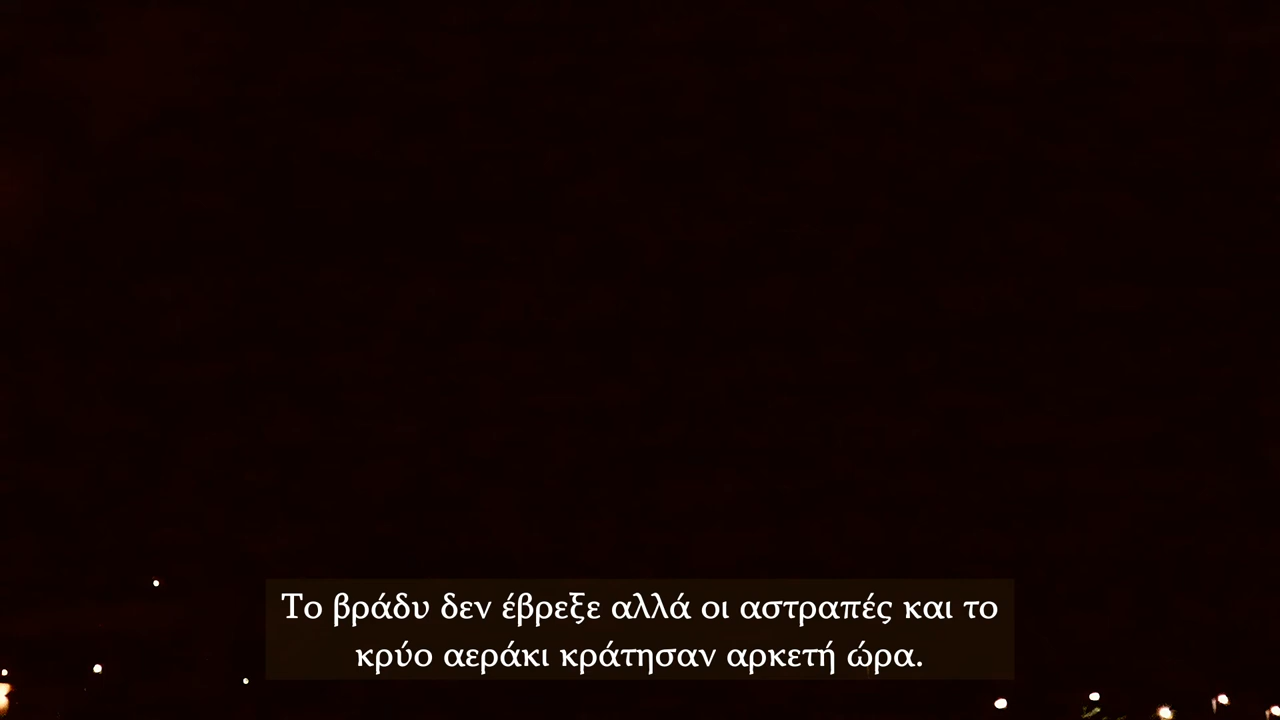 Το βράδυ δεν έβρεξε αλλά οι αστραπές και το
κρύο αεράκι κράτησαν αρκετή ώρα.